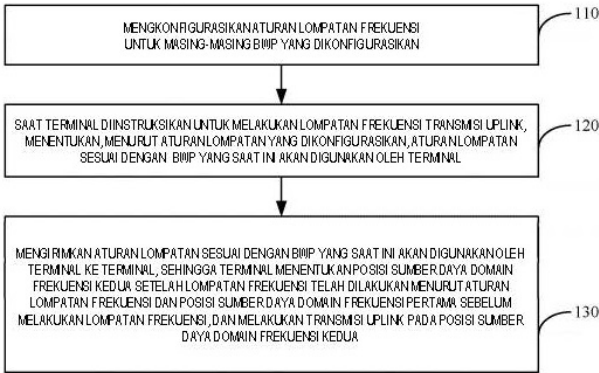 MENGKONFIGURASIKAN ATURAN LOMPATAN FREKUENSI
UNTUK MASING-MASING BWP YANG DIKONFIGURASIKAN
110
SAAT TERMINAL DIINSTRUKSIKAN UNTUK MELAKUKAN LOMPATAN FREKUENSI TRANSMISI UPLINK,
MENENTUKAN, MENURUT ATURAN LOMPATAN YANG DIKONFIGURASIKAN, ATURAN LOMPATAN
SESUAI DENGAN BWP YANG SAAT INI AKAN DIGUNAKAN OLEH TERMINAL
120
MENGIRIMKAN ATURAN LOMPATAN SESUAI DENGAN BWP YANG SAAT INI AKAN DIGUNAKAN OLEH
TERMINAL KE TERMINAL, SEHINGGA TERMINAL MENENTUKAN POSISI SUMBER DAYA DOMAIN
FREKUENSI KEDUA SETELAH LOMPATAN FREKUENSI TELAH DILAKUKAN MENURUT ATURAN
LOMPATAN FREKUENSI DAN POSISI SUMBER DAYA DOMAIN FREKUENSI PERTAMA SEBELUM
MELAKUKAN LOMPATAN FREKUENSI, DAN MELAKUKAN TRANSMISI UPLINK PADA POSISI SUMBER
DAYA DOMAIN FREKUENSI KEDUA
130